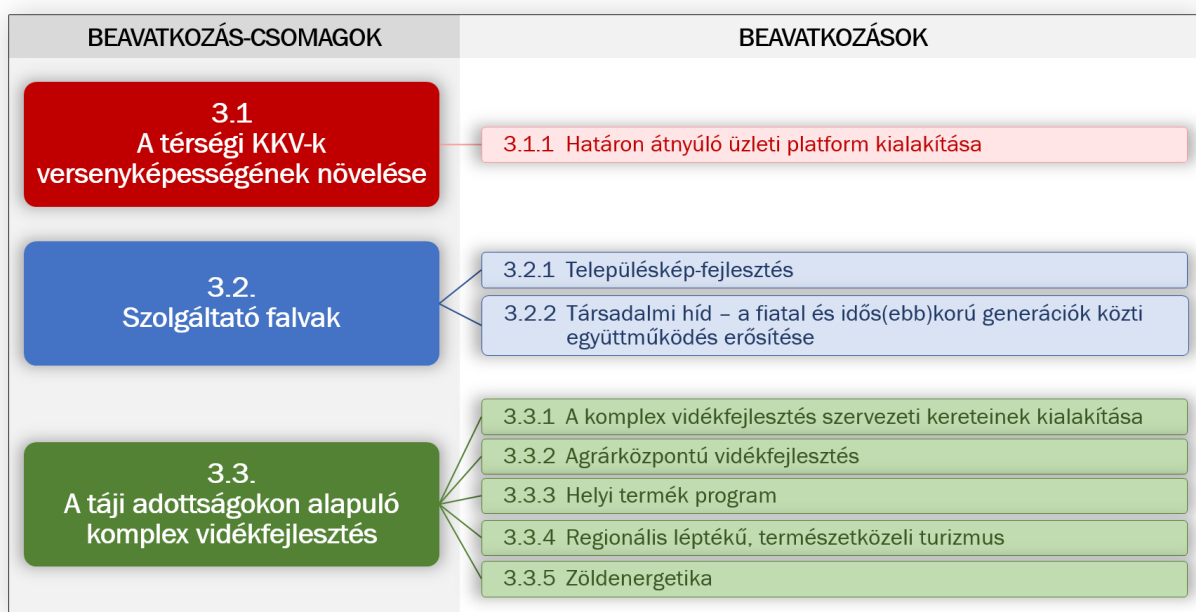 BEAVATKOZÁS-CSOMAGOK
BEAVATKOZÁSOK
3.1
A térségi KKV-k
versenyképességének növelése
3.1.1 Határon átnyúló üzleti platform kialakítása
3.2.
Szolgáltató falvak
3.2.1 Településkép-fejlesztés
3.2.2 Társadalmi híd – a fiatal és idős(ebb)korú generációk közti
együttműködés erősítése
3.3.
A táji adottságokon alapuló
komplex vidékfejlesztés
3.3.1 A komplex vidékfejlesztés szervezeti kereteinek kialakítása
3.3.2 Agrárközpontú vidékfejlesztés
3.3.3 Helyi termék program
3.3.4 Regionális léptékű, természetközeli turizmus
3.3.5 Zöldenergetika